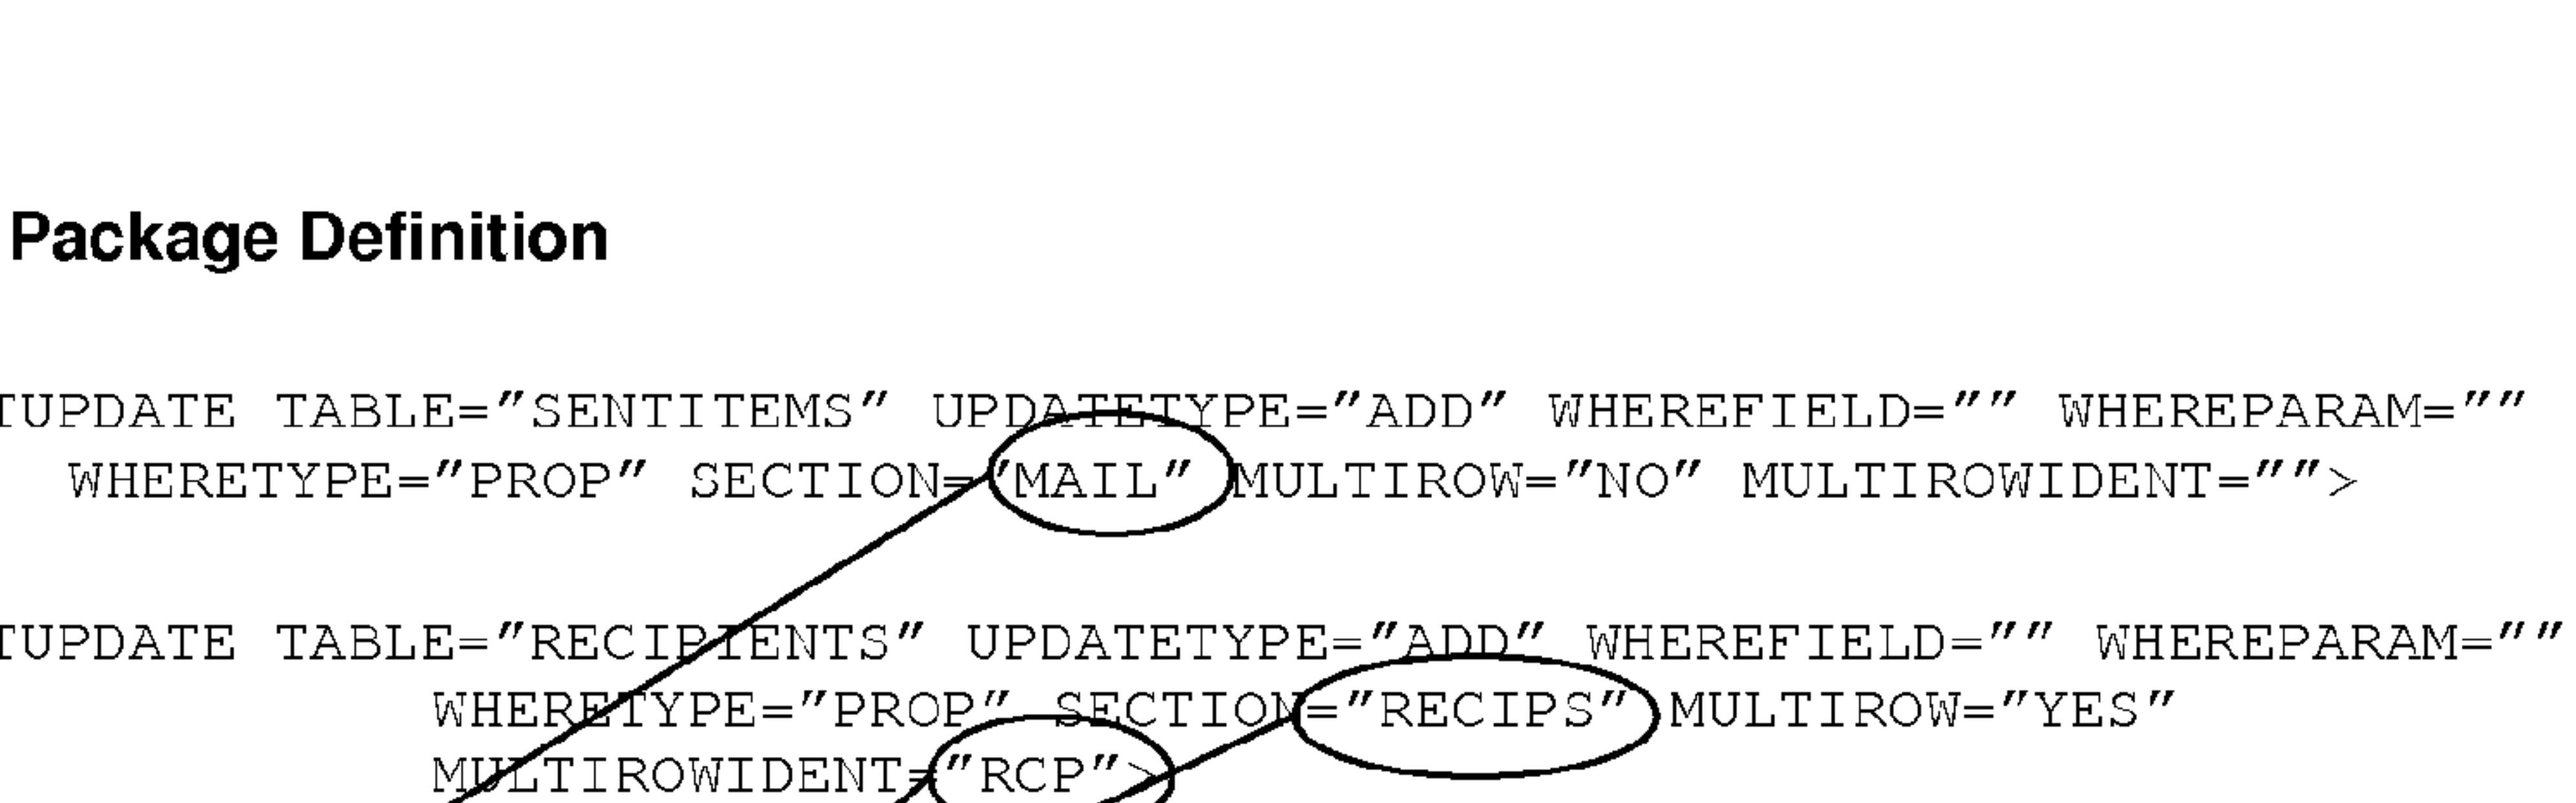 Package Definition
TUPDATE TABLE="SENTITEMS" UPDATETYPE="ADD" WHEREFIELD="" WHEREPARAM=""
WHERETYPE="PROP" SECTION="MAIL" MULTIROW="NO" MULTIROWIDENT="">
TUPDATE TABLE="RECIPIENTS" UPDATETYPE="ADD" WHEREFIELD="" WHEREPARAM=""
WHERETYPE="PROP" SECTION="RECIPS" MULTIROW="YES"
MULTIROWIDENT="RCP">